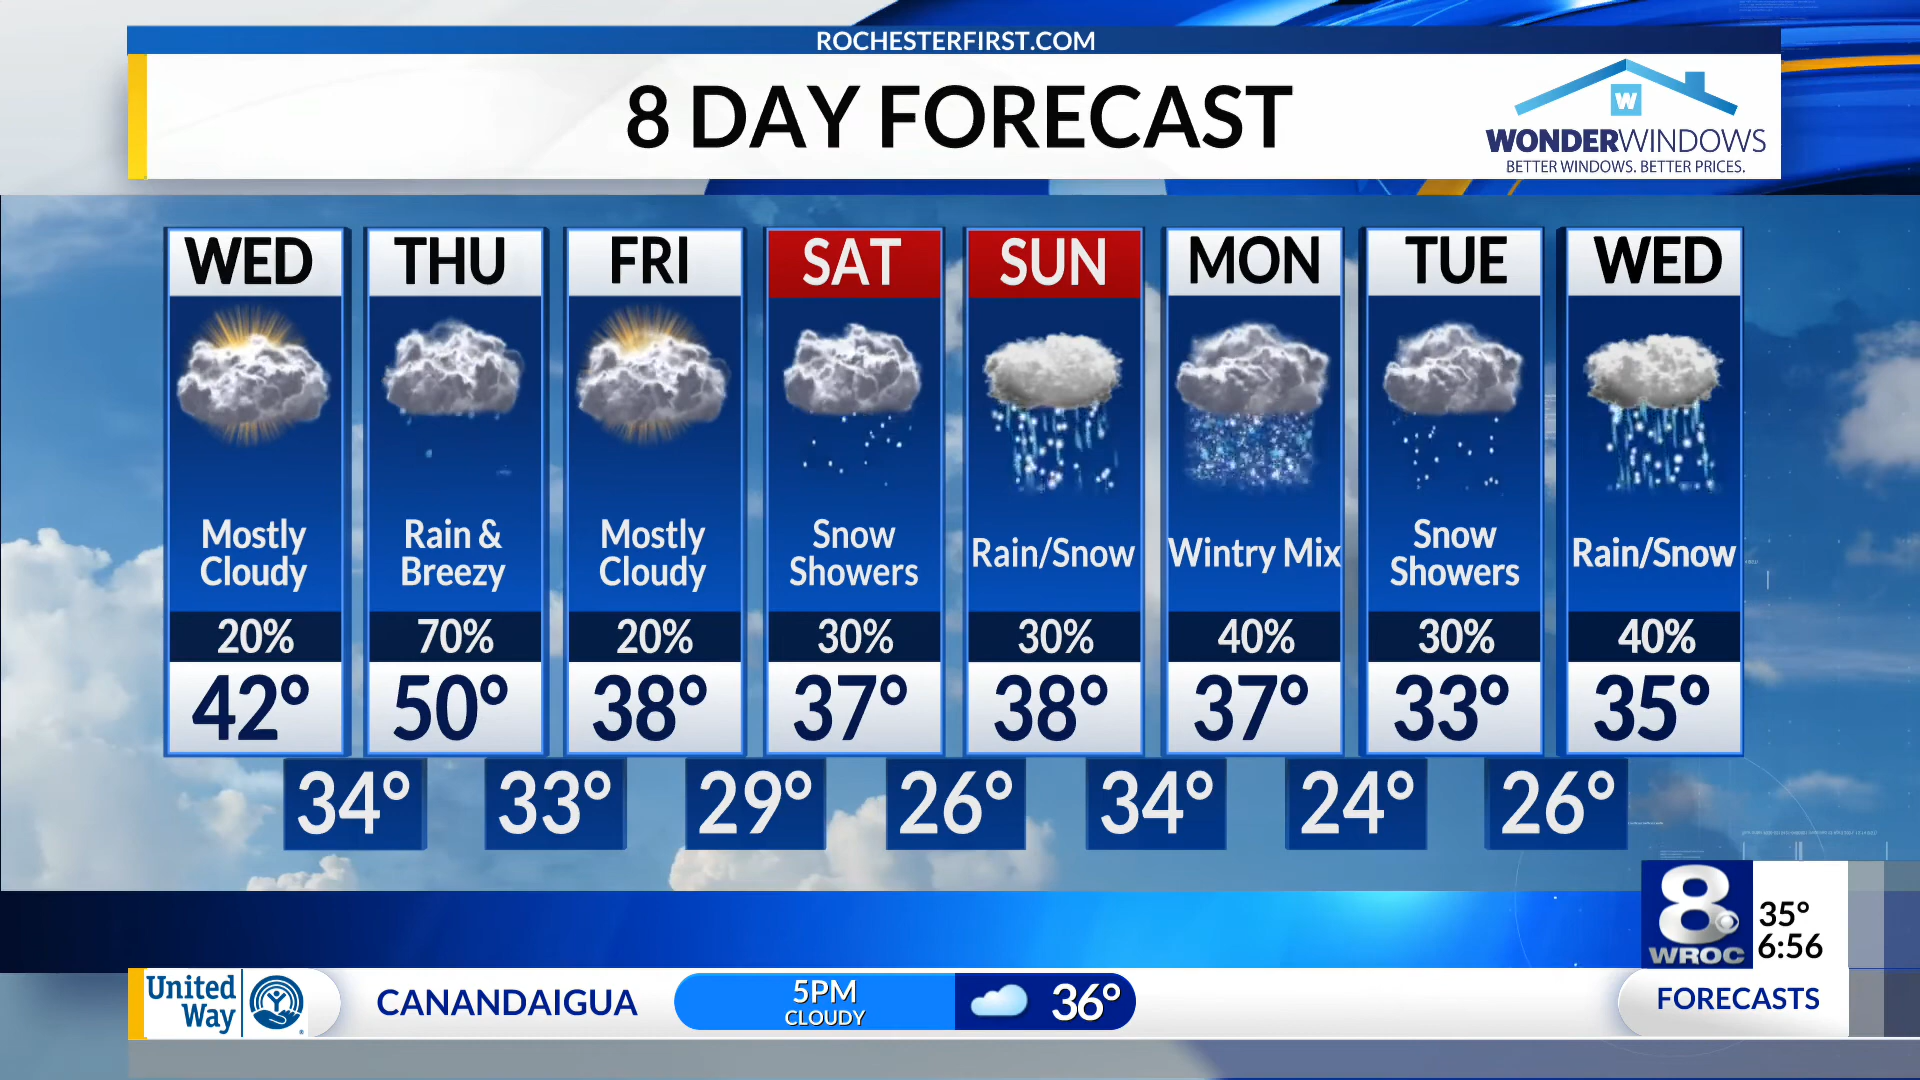 ROCHESTERFIRST.COM
8 DAY FORECAST
W
WONDERWINDOWS
BETTER WINDOWS. BETTER PRICES.
WED THU FRI SAT SUN MON TUE WED
Mostly Cloudy
Rain & Breezy
Mostly Cloudy
Snow Showers
Rain/Snow
Wintry Mix
Snow Showers
Rain/Snow
20% 70% 20% 30% 30% 40% 30% 40%
42° 50° 38° 37° 38° 37° 33° 35°
34° 33° 29° 26° 34° 24° 26°
8
WROC
35°
6:56
United
Way
CANANDAIGUA
5PM
CLOUDY
36°
FORECASTS